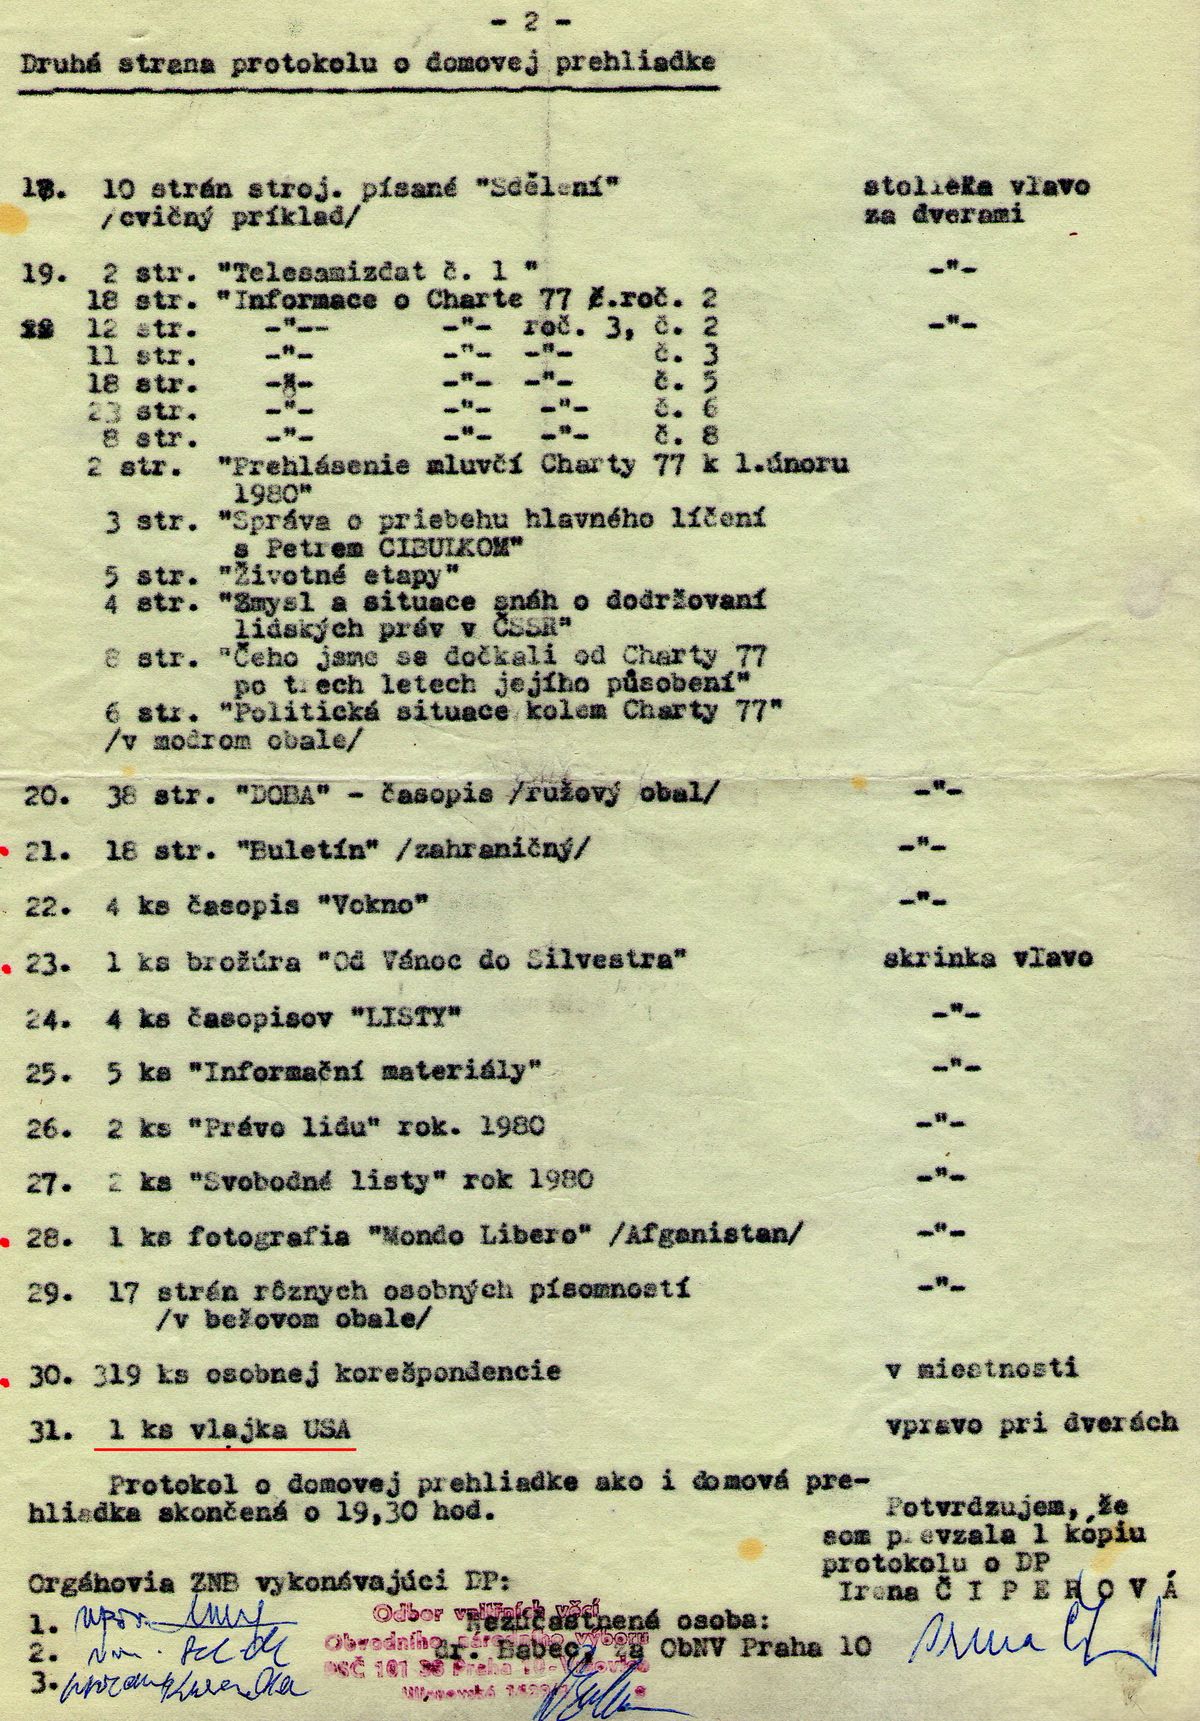 - 2 -
Druhá strana protokolu o domovej prehliadke
10 strán stroj. písané "Sdělení" stolička vľavo
/cvičný príklad/ za dverami
19. 2 str. "Telesamizdat č. 1 " -"-
18 str. "Informace o Charte 77 č.roč. 2
12 str. -"-- -"- roč. 3, č. 2 -"-
11 str. -"- -"- -"- č. 3
18 str. -"- -"- -"- č. 5
23 str. -"- -"- -"- č. 6
8 str. -"- -"- -"- č. 8
2 str. "Prehlásenie mluvčí Charty 77 k 1.únoru
1980"
3 str. "Správa o priebehu hlavného líčení
s Petrem CIBULKOM"
5 str. "Životné etapy"
4 str. "Smysl a situace snáh o dodržovaní
lidských práv v ČSSR"
8 str. "Čeho jsme se dočkali od Charty 77
po třech letech jejího působení"
6 str. "Politická situace kolem Charty 77"
/v modrom obale/
20. 38 str. "DOBA" - časopis /ružový obal/ -"-
21. 18 str. "Buletín" /zahraničný/ -"-
22. 4 ks časopis "Vokno" -"-
23. 1 ks brožúra "Od Vánoc do Silvestra" skrinka vľavo
24. 4 ks časopisov "LISTY" -"-
25. 5 ks "Informační materiály" -"-
26. 2 ks "Právo lidu" rok. 1980 -"-
27. 2 ks "Svobodné listy" rok 1980 -"-
28. 1 ks fotografia "Mondo Libero" /Afganistan/ -"-
29. 17 strán rôznych osobných písomností -"-
/v bežovom obale/
30. 319 ks osobnej korešpondencie v miestnosti
31. 1 ks vlajka USA vpravo pri dverách
Protokol o domovej prehliadke ako i domová pre-
hliadka skončená o 19,30 hod.
Potvrdzujem, že
som prevzala 1 kópiu
protokolu o DP
Orgáhovia ZNB vykonávajúci DP: Irena ČIPEROVÁ
1. Nezúčastnená osoba:
2. dr. Babec, za ObNV Praha 10
3.
Odbor vnitřních věcí
Obvodního národního výboru
PSČ 101 38 Praha 10-Vršovice